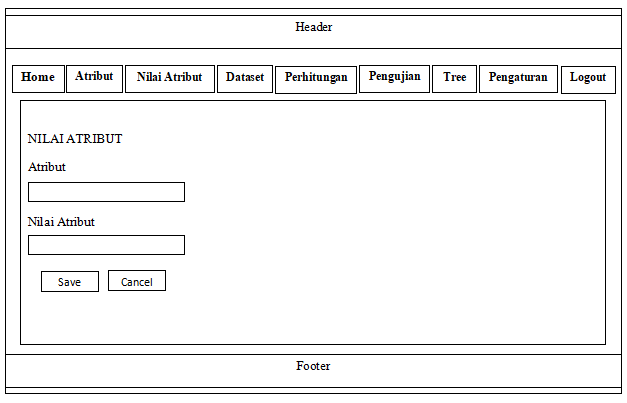 Header
Home Atribut Nilai Atribut Dataset Perhitungan Pengujian Tree Pengaturan Logout
NILAI ATRIBUT
Atribut
Nilai Atribut
Save Cancel
Footer